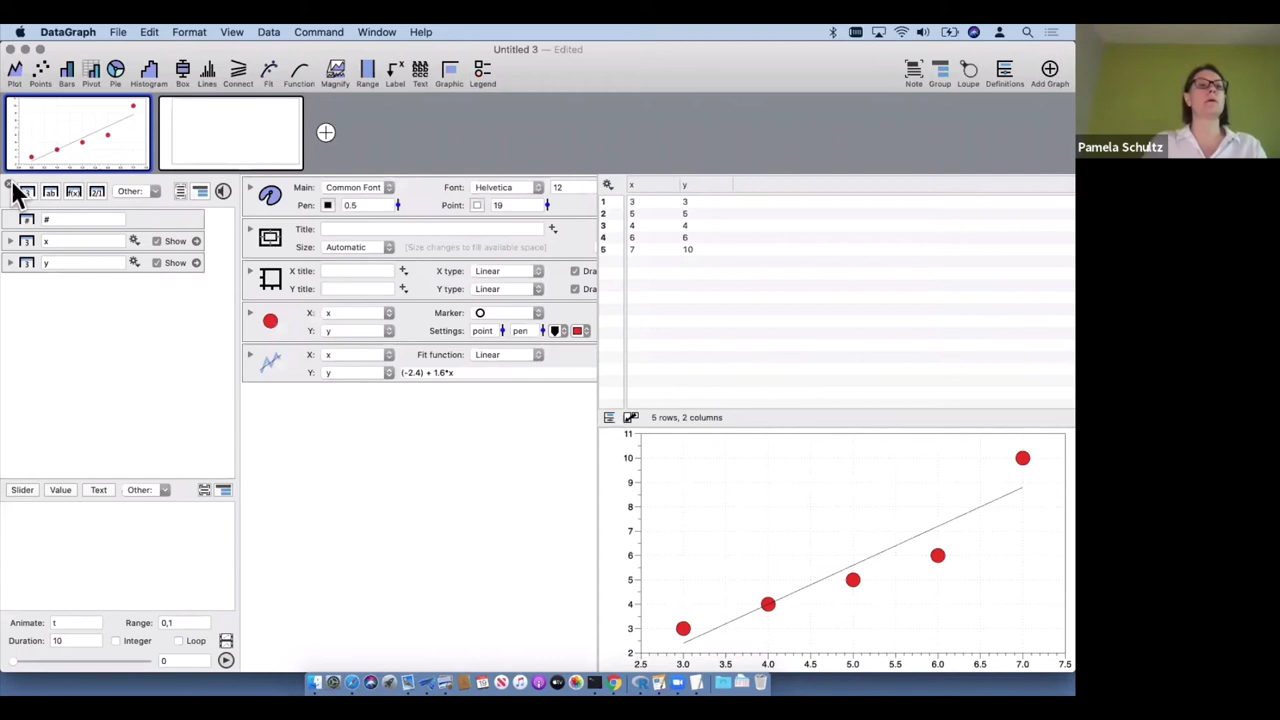 DataGraph File Edit Format View Data Command Window Help
Untitled 3 — Edited
Plot Points Bars Pivot Pie Histogram Box Lines Connect Fit Function Magnify Range Label Text Graphic Legend Note Group Loupe Definitions Add Graph
Pamela Schultz
Other:
# #
x Show
y Show
Slider Value Text Other:
Animate: t Range: 0,1
Duration: 10 Integer Loop
0
Main: Common Font Font: Helvetica 12
Pen: 0.5 Point: 19
Title:
Size: Automatic [Size changes to fill available space]
X title: X type: Linear Dra
Y title: Y type: Linear Dra
X: x Marker:
Y: y Settings: point pen
X: x Fit function: Linear
Y: y (-2.4) + 1.6*x
x y
1 3 3
2 5 5
3 4 4
4 6 6
5 7 10
5 rows, 2 columns
11
10
9
8
7
6
5
4
3
2
2.5 3.0 3.5 4.0 4.5 5.0 5.5 6.0 6.5 7.0 7.5